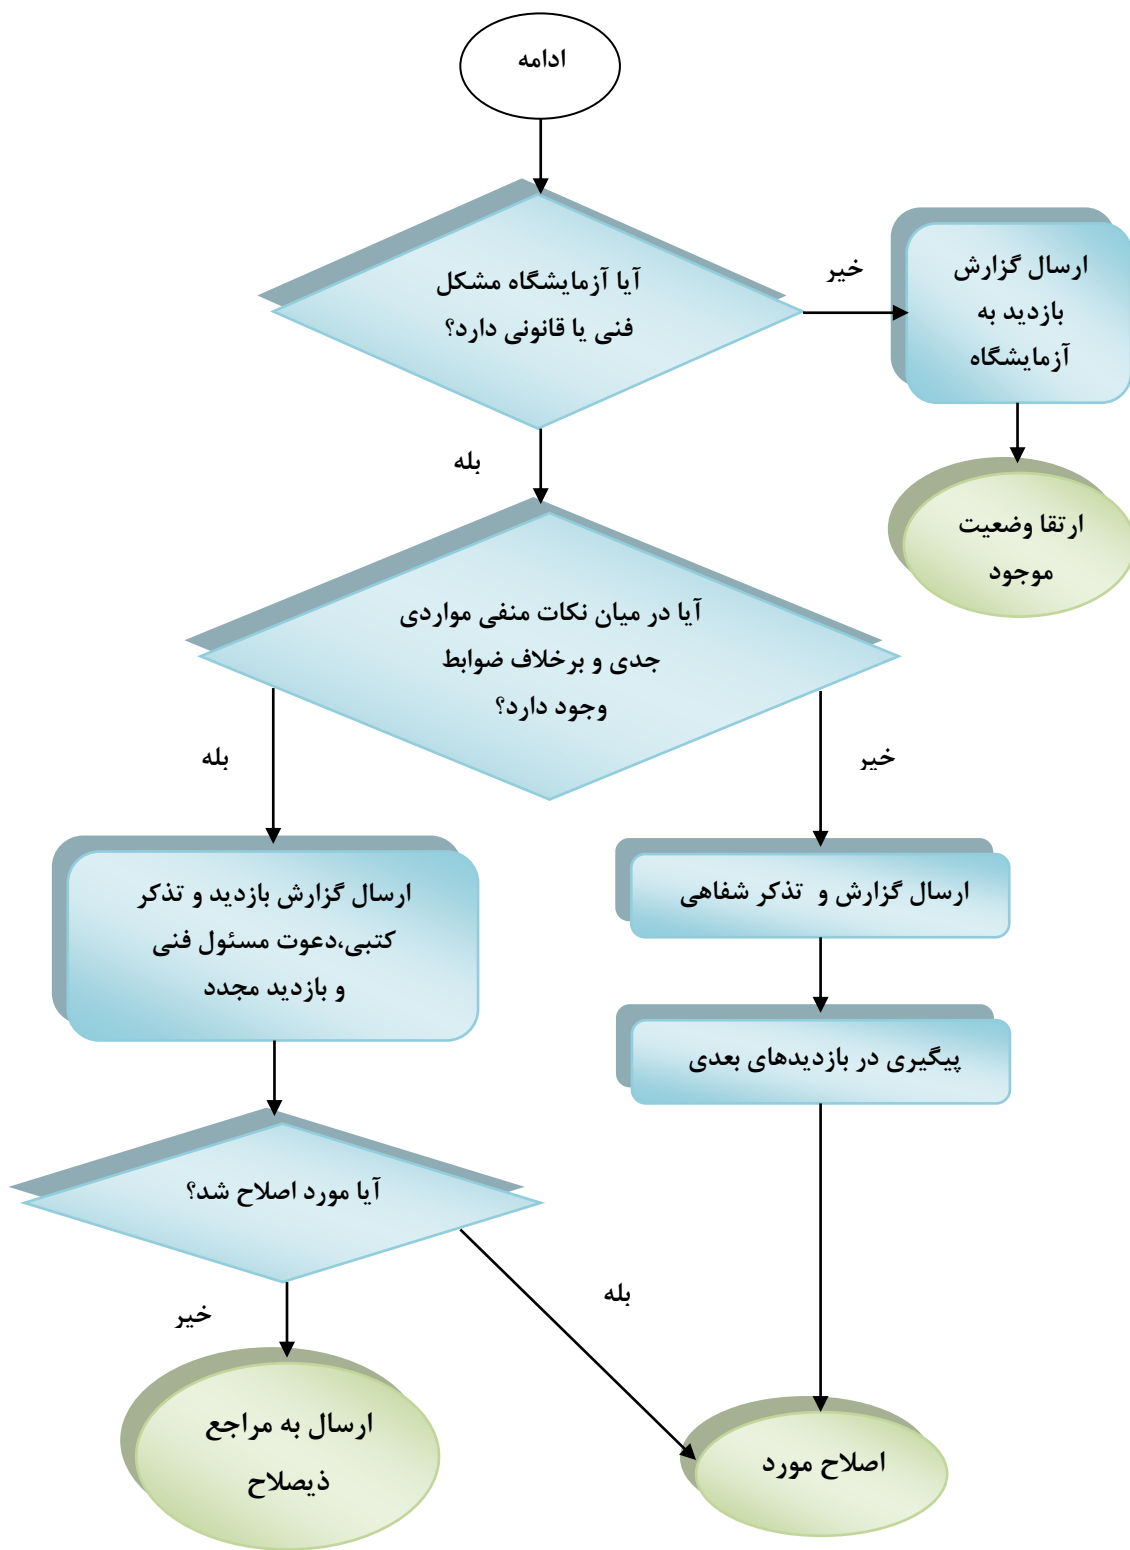 ادامه
آیا آزمایشگاه مشکل
فنی یا قانونی دارد؟
خیر
ارسال گزارش
بازدید به
آزمایشگاه
بله
ارتقا وضعیت
موجود
آیا در میان نکات منفی مواردی
جدی و برخلاف ضوابط
وجود دارد؟
خیر
بله
ارسال گزارش و تذکر شفاهی
ارسال گزارش بازدید و تذکر
کتبی،دعوت مسئول فنی
و بازدید مجدد
پیگیری در بازدیدهای بعدی
آیا مورد اصلاح شد؟
بله
خیر
اصلاح مورد
ارسال به مراجع
ذیصلاح